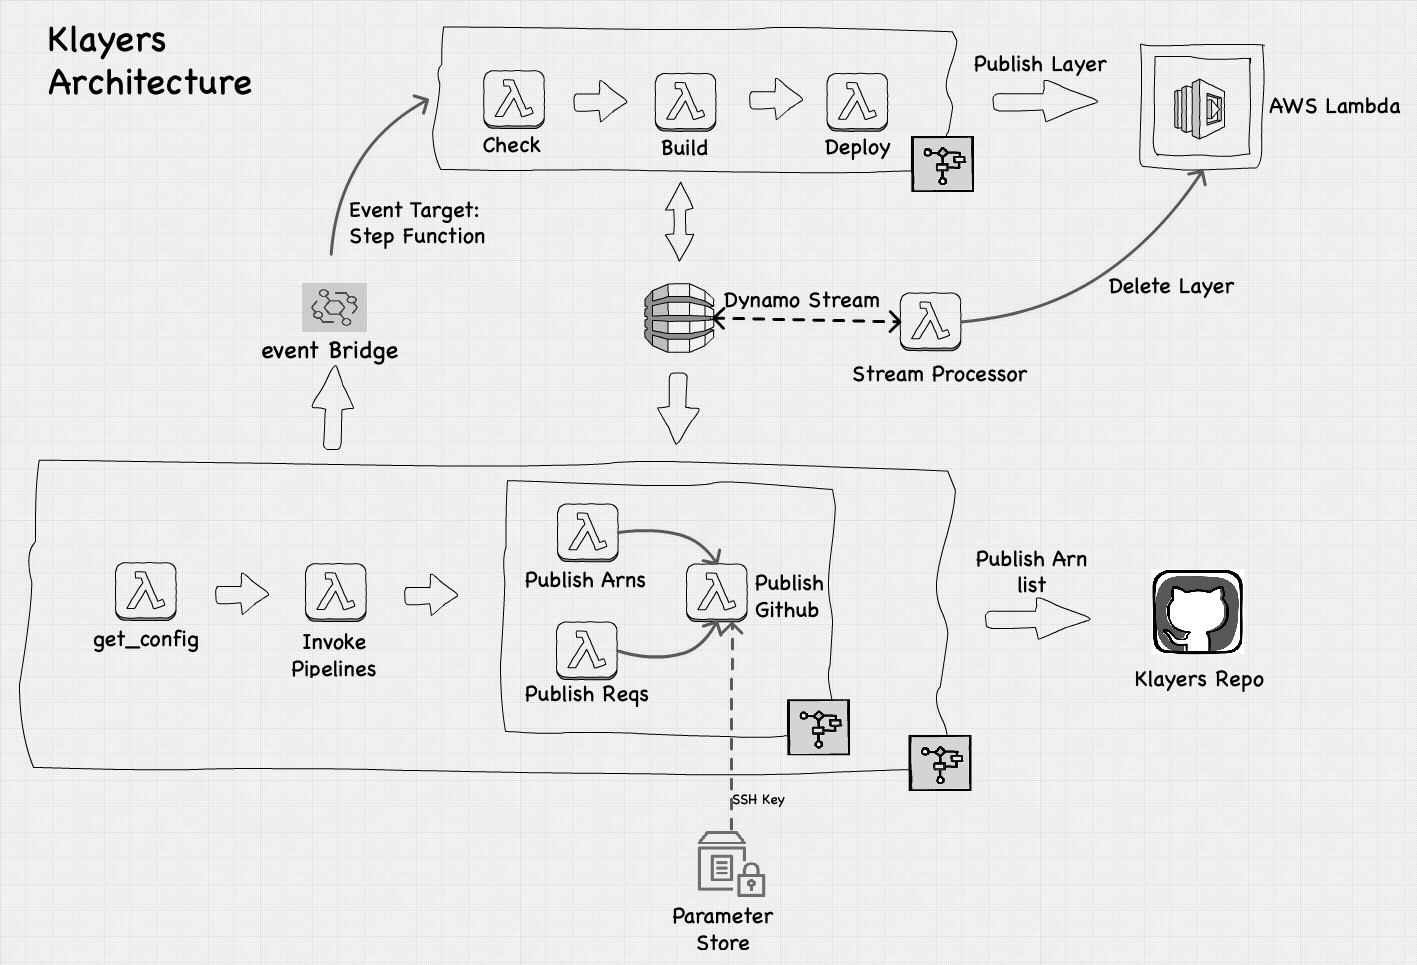 Klayers
Architecture
Check
Build
Deploy
Publish Layer
AWS Lambda
Event Target:
Step Function
event Bridge
Dynamo Stream
Stream Processor
Delete Layer
get_config
Invoke
Pipelines
Publish Arns
Publish Reqs
Publish
Github
Publish Arn
list
Klayers Repo
SSH Key
Parameter
Store